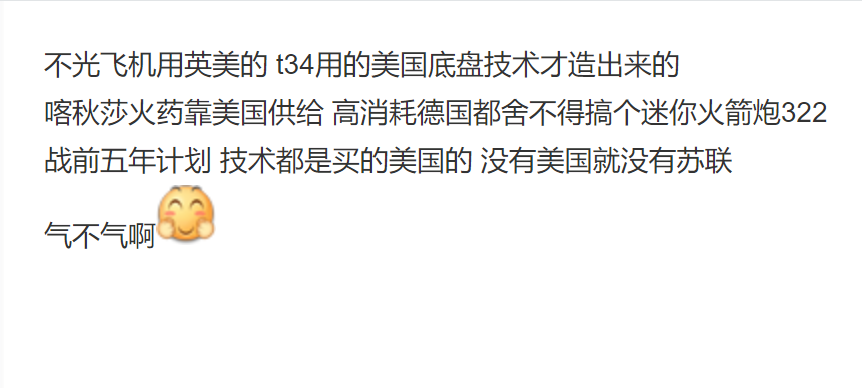 不光飞机用英美的 t34用的美国底盘技术才造出来的
喀秋莎火药靠美国供给 高消耗德国都舍不得搞个迷你火箭炮322
战前五年计划 技术都是买的美国的 没有美国就没有苏联
气不气啊